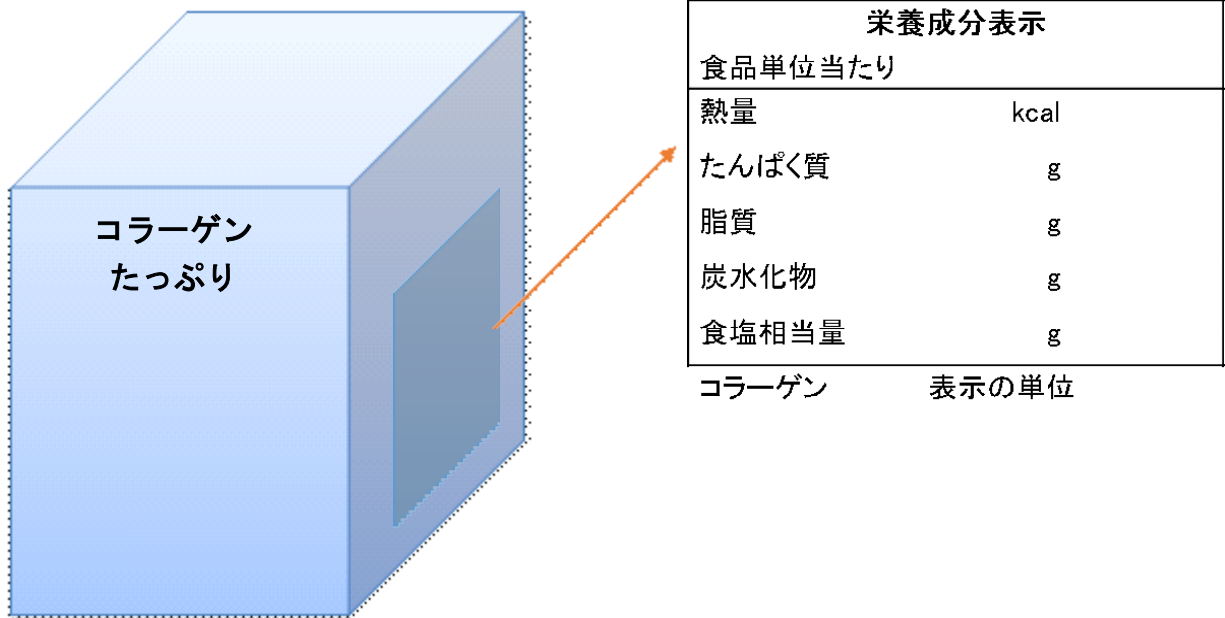 コラーゲン
たっぷり
栄養成分表示
食品単位当たり
熱量 kcal
たんぱく質 g
脂質 g
炭水化物 g
食塩相当量 g
コラーゲン 表示の単位